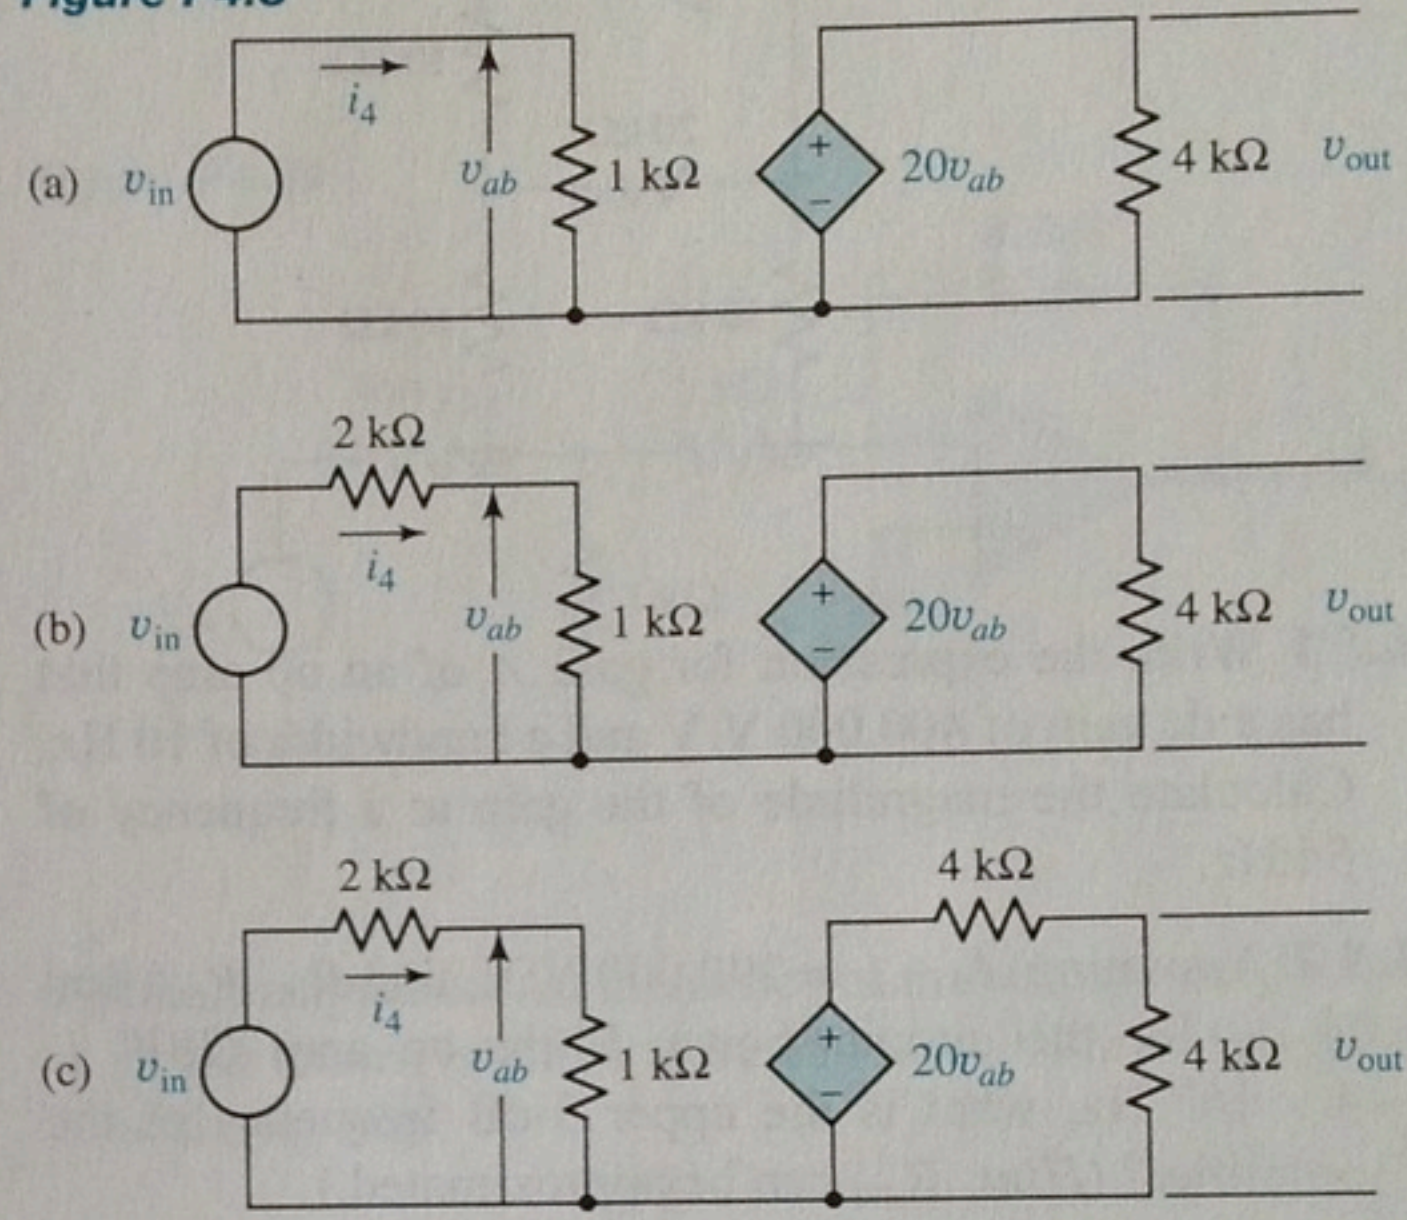 (a) v_in i_4 v_ab 1 kΩ 20v_ab + − 4 kΩ v_out
2 kΩ
(b) v_in i_4 v_ab 1 kΩ 20v_ab + − 4 kΩ v_out
2 kΩ 4 kΩ
(c) v_in i_4 v_ab 1 kΩ 20v_ab + − 4 kΩ v_out